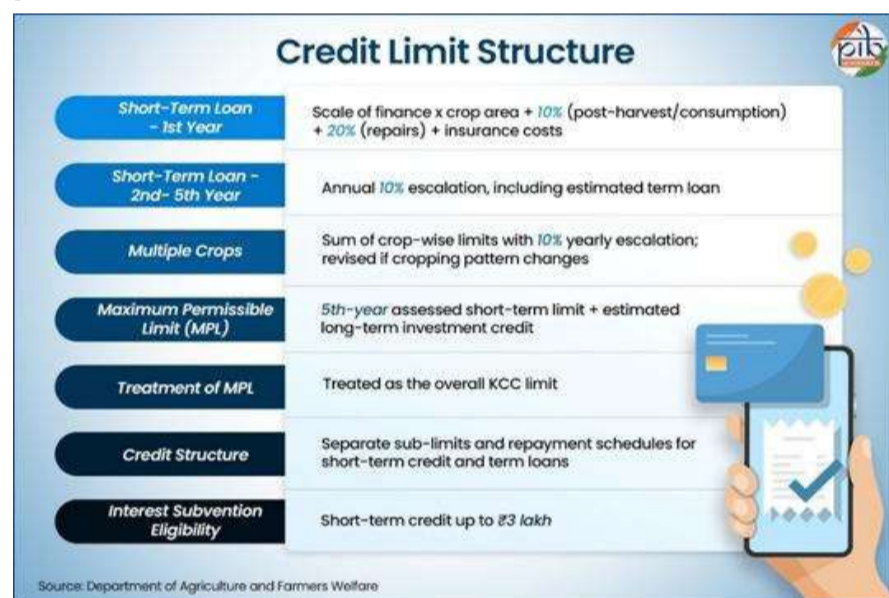 Credit Limit Structure
pib
Short-Term Loan
- 1st Year
Scale of finance x crop area + 10% (post-harvest/consumption)
+ 20% (repairs) + insurance costs
Short-Term Loan -
2nd- 5th Year
Annual 10% escalation, including estimated term loan
Multiple Crops
Sum of crop-wise limits with 10% yearly escalation;
revised if cropping pattern changes
Maximum Permissible
Limit (MPL)
5th-year assessed short-term limit + estimated
long-term investment credit
Treatment of MPL
Treated as the overall KCC limit
Credit Structure
Separate sub-limits and repayment schedules for
short-term credit and term loans
Interest Subvention
Eligibility
Short-term credit up to ₹3 lakh
Source: Department of Agriculture and Farmers Welfare